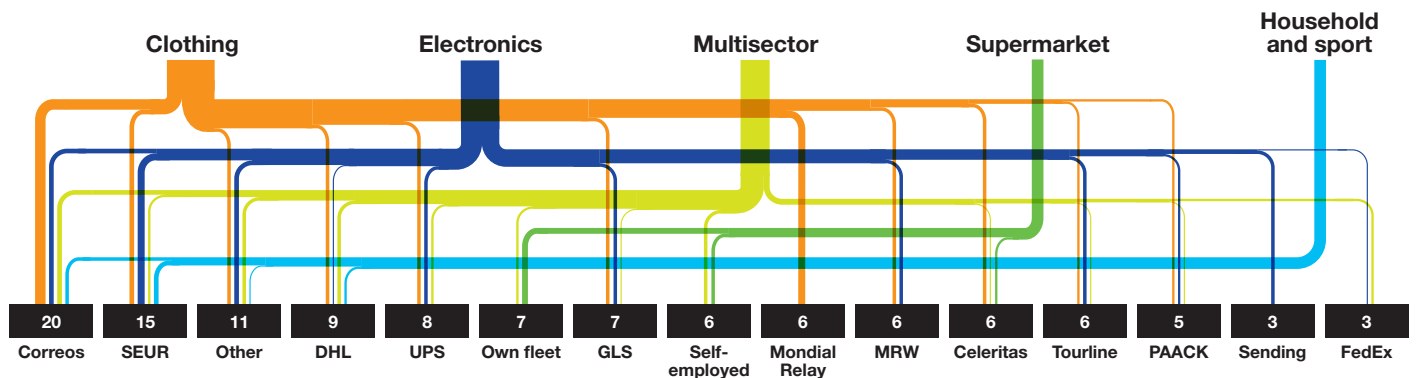 Household
Clothing Electronics Multisector Supermarket and sport
20 15 11 9 8 7 7 6 6 6 6 6 5 3 3
Correos SEUR Other DHL UPS Own fleet GLS Self- Mondial MRW Celeritas Tourline PAACK Sending FedEx
employed Relay